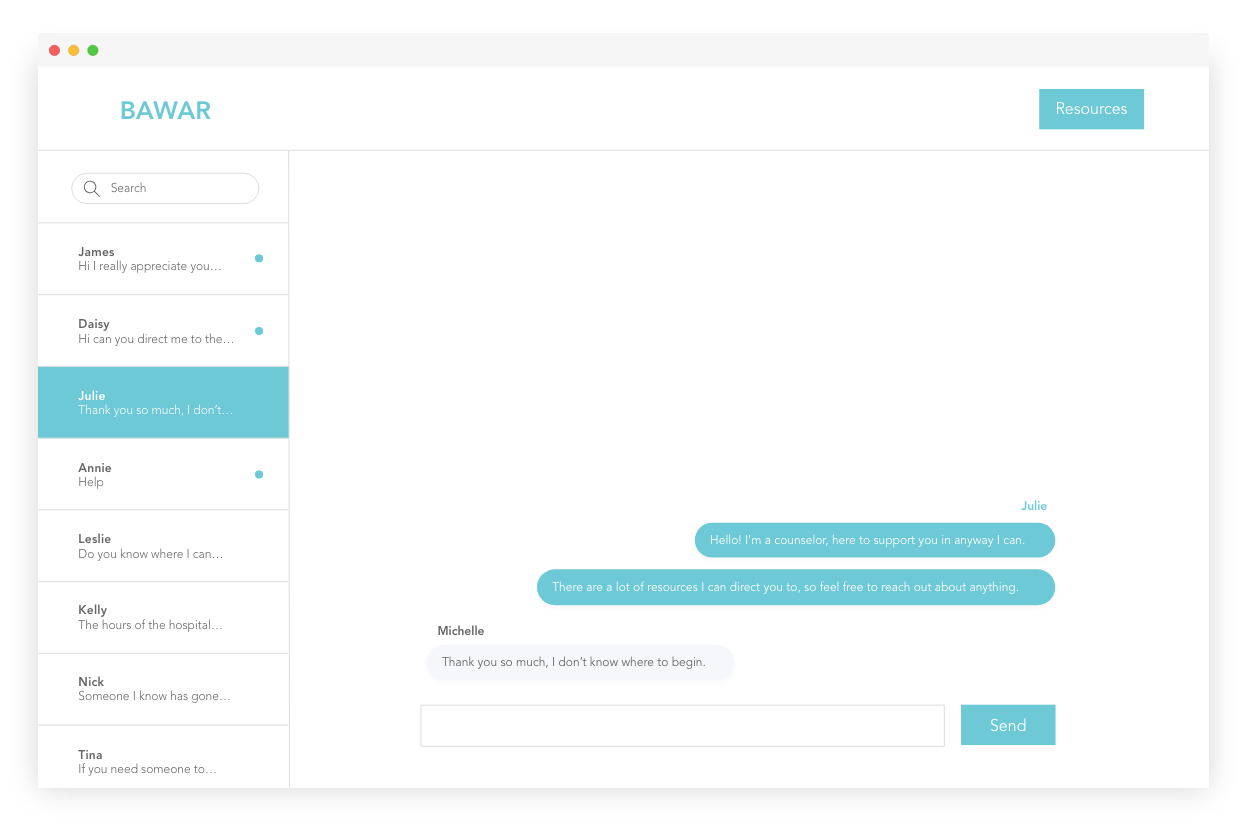 BAWAR
Resources
Search
James
Hi I really appreciate you…
Daisy
Hi can you direct me to the…
Julie
Thank you so much, I don’t…
Annie
Help
Leslie
Do you know where I can…
Kelly
The hours of the hospital…
Nick
Someone I know has gone…
Tina
If you need someone to…
Julie
Hello! I'm a counselor, here to support you in anyway I can.
There are a lot of resources I can direct you to, so feel free to reach out about anything.
Michelle
Thank you so much, I don’t know where to begin.
Send